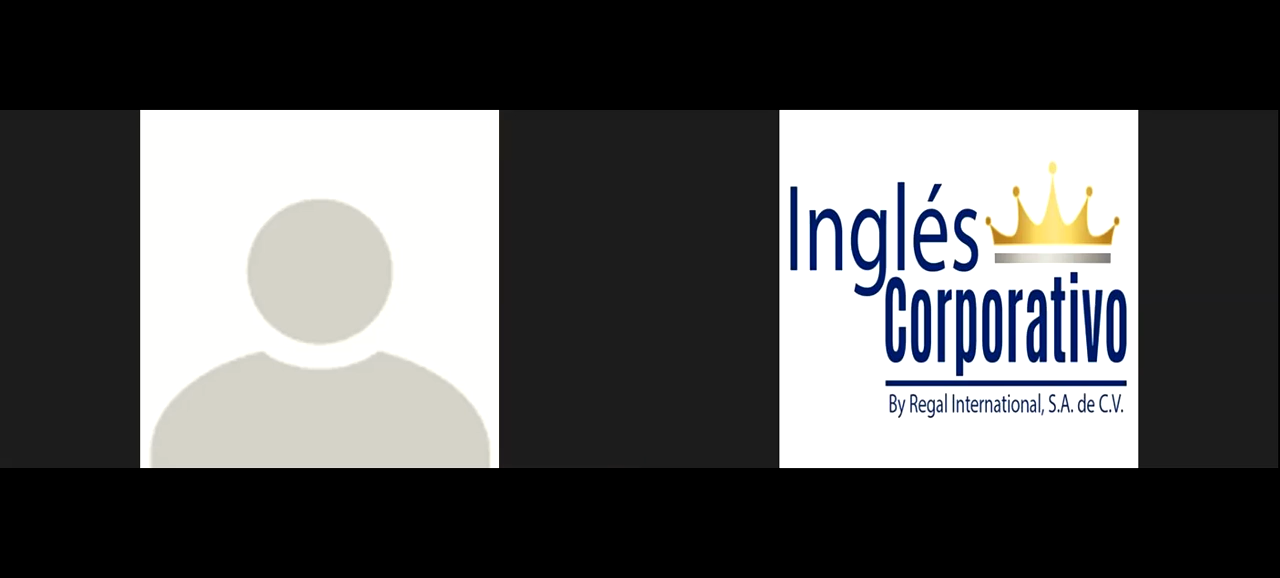 Inglés
Corporativo
By Regal International, S.A. de C.V.